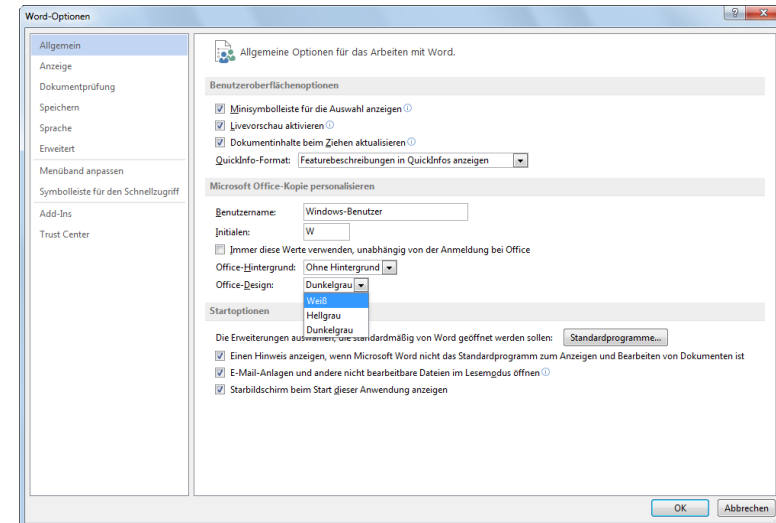 Word-Optionen
Allgemein
Anzeige
Dokumentprüfung
Speichern
Sprache
Erweitert
Menüband anpassen
Symbolleiste für den Schnellzugriff
Add-Ins
Trust Center
Allgemeine Optionen für das Arbeiten mit Word.
Benutzeroberflächenoptionen
Minisymbolleiste für die Auswahl anzeigen
Livevorschau aktivieren
Dokumentinhalte beim Ziehen aktualisieren
QuickInfo-Format: Featurebeschreibungen in QuickInfos anzeigen
Microsoft Office-Kopie personalisieren
Benutzername: Windows-Benutzer
Initialen: W
Immer diese Werte verwenden, unabhängig von der Anmeldung bei Office
Office-Hintergrund: Ohne Hintergrund
Office-Design: Dunkelgrau
Weiß
Hellgrau
Dunkelgrau
Startoptionen
Die Erweiterungen auswählen, die standardmäßig von Word geöffnet werden sollen: Standardprogramme...
Einen Hinweis anzeigen, wenn Microsoft Word nicht das Standardprogramm zum Anzeigen und Bearbeiten von Dokumenten ist
E-Mail-Anlagen und andere nicht bearbeitbare Dateien im Lesemodus öffnen
Starbildschirm beim Start dieser Anwendung anzeigen
OK Abbrechen